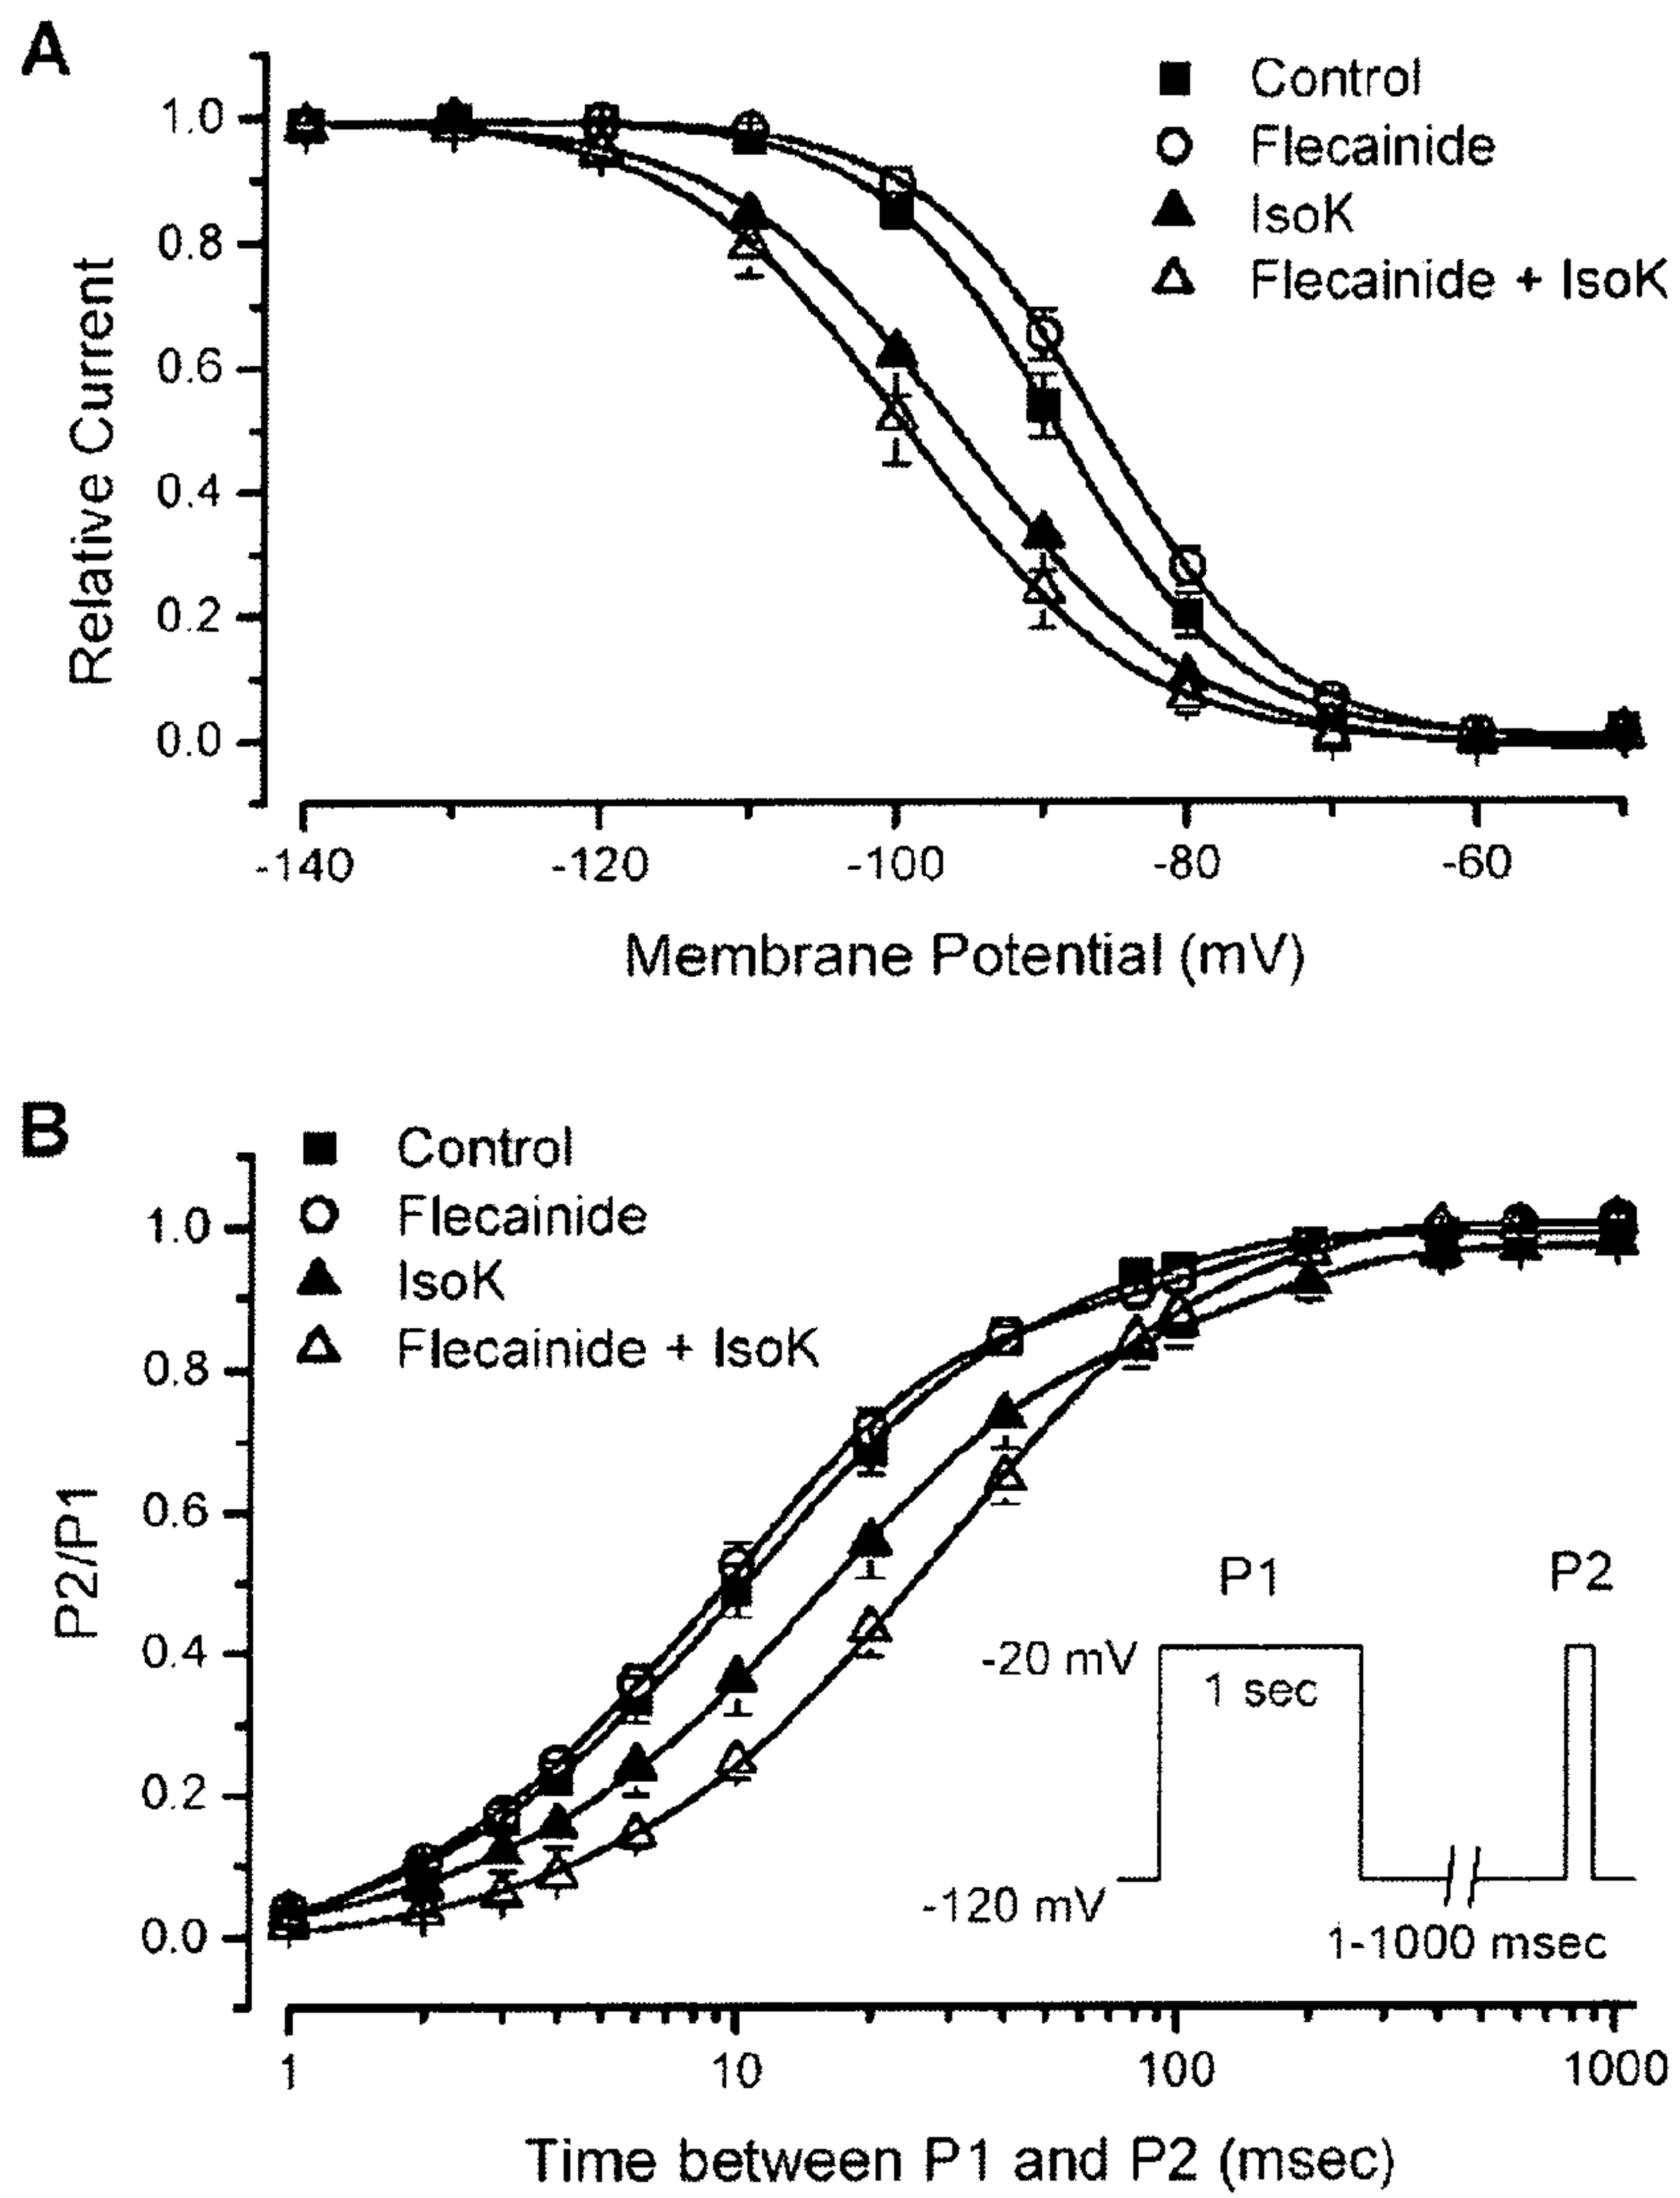 A
Control
Flecainide
IsoK
Flecainide + IsoK
1.0
0.8
0.6
0.4
0.2
0.0
Relative Current
-140 -120 -100 -80 -60
Membrane Potential (mV)
B
Control
Flecainide
IsoK
Flecainide + IsoK
1.0
0.8
0.6
0.4
0.2
0.0
P2/P1
P1 P2
-20 mV
1 sec
-120 mV
1-1000 msec
1 10 100 1000
Time between P1 and P2 (msec)